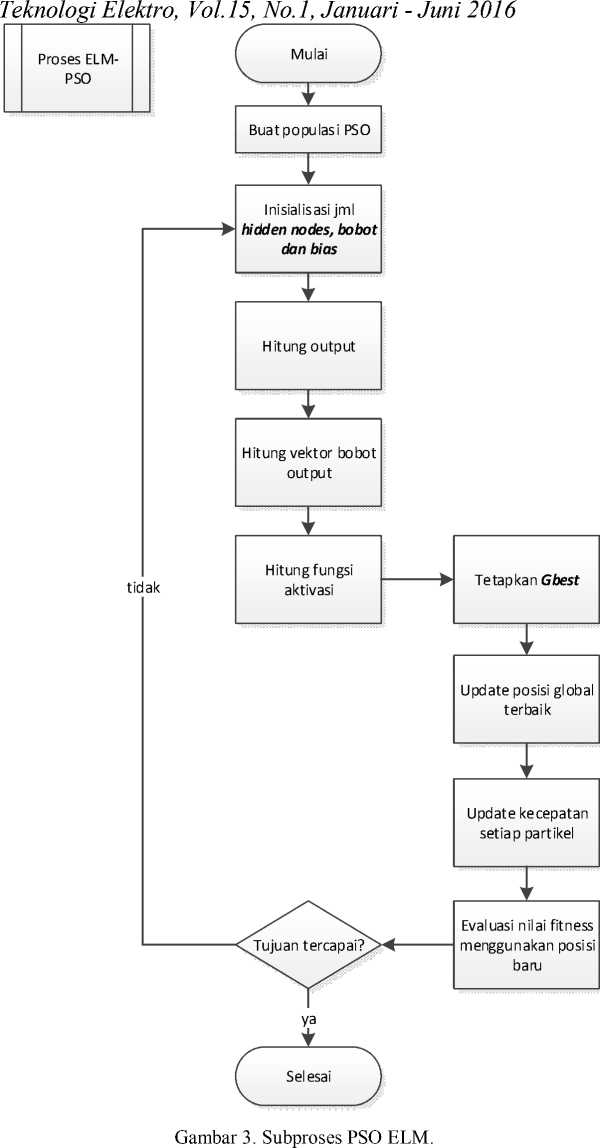 Teknologi Elektro, Vol.15, No.1, Januari - Juni 2016
Proses ELM-
PSO
Mulai
Buat populasi PSO
Inisialisasi jml
hidden nodes, bobot
dan bias
Hitung output
Hitung vektor bobot
output
Hitung fungsi
aktivasi
Tetapkan Gbest
tidak
Update posisi global
terbaik
Update kecepatan
setiap partikel
Evaluasi nilai fitness
menggunakan posisi
baru
Tujuan tercapai?
ya
Selesai
Gambar 3. Subproses PSO ELM.